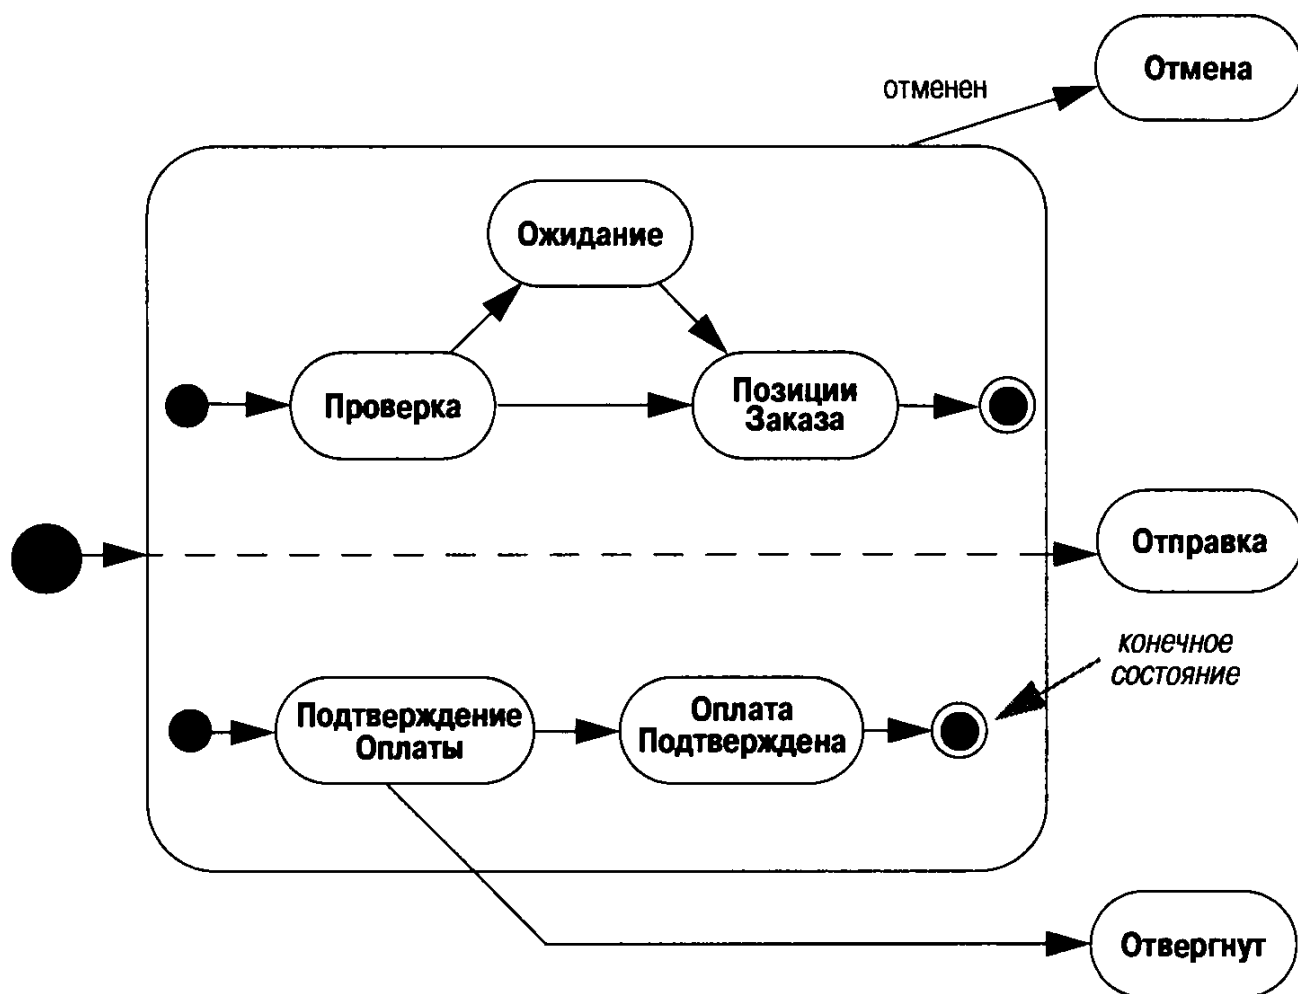 Отмена
отменен
Ожидание
Проверка
Позиции
Заказа
Отправка
конечное
состояние
Подтверждение
Оплаты
Оплата
Подтверждена
Отвергнут